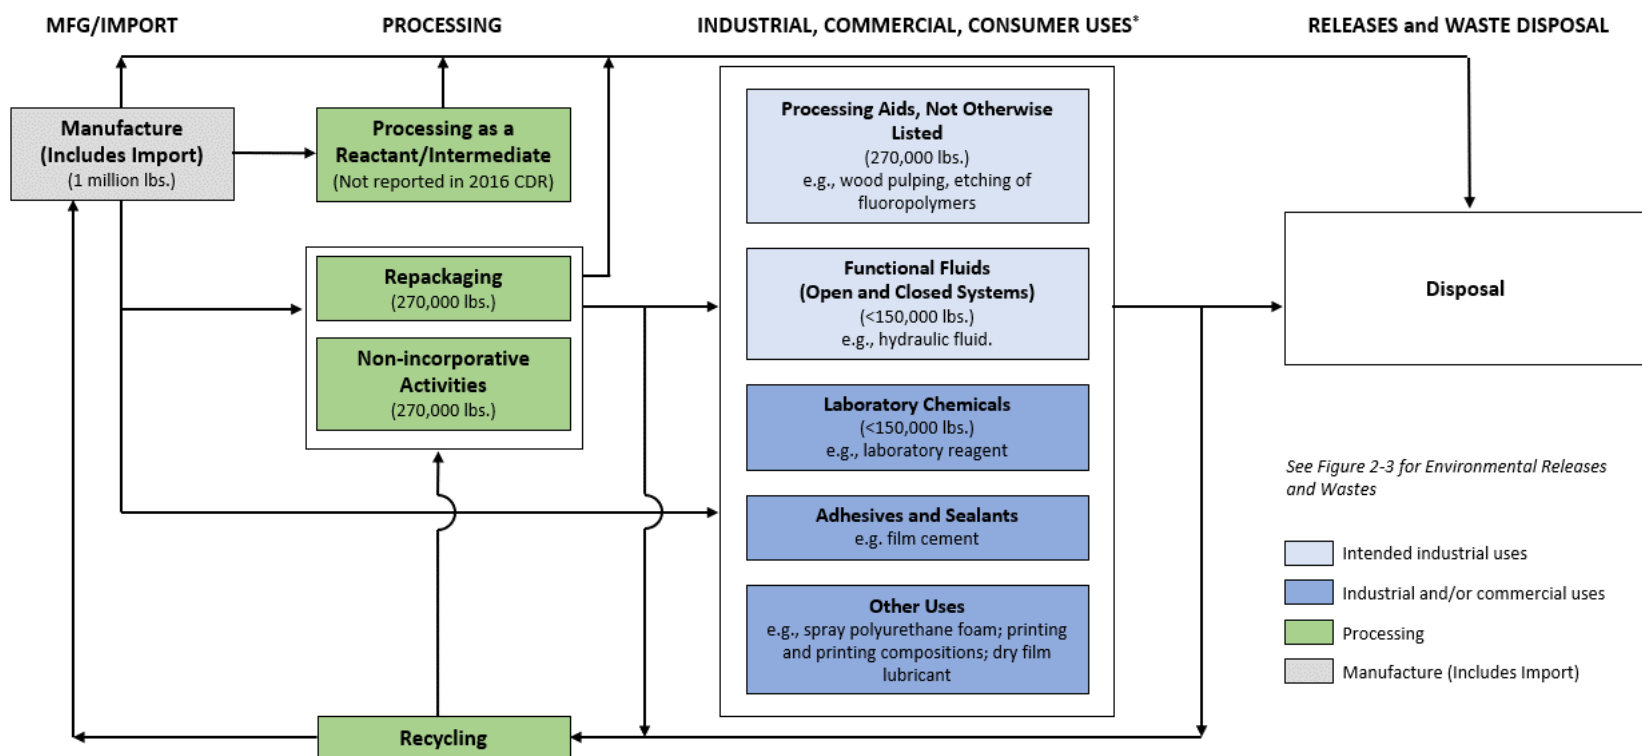 MFG/IMPORT
PROCESSING
INDUSTRIAL, COMMERCIAL, CONSUMER USES*
RELEASES and WASTE DISPOSAL
Manufacture
(Includes Import)
(1 million lbs.)
Processing as a
Reactant/Intermediate
(Not reported in 2016 CDR)
Repackaging
(270,000 lbs.)
Non-incorporative
Activities
(270,000 lbs.)
Recycling
Processing Aids, Not Otherwise
Listed
(270,000 lbs.)
e.g., wood pulping, etching of
fluoropolymers
Functional Fluids
(Open and Closed Systems)
(<150,000 lbs.)
e.g., hydraulic fluid.
Laboratory Chemicals
(<150,000 lbs.)
e.g., laboratory reagent
Adhesives and Sealants
e.g. film cement
Other Uses
e.g., spray polyurethane foam; printing
and printing compositions; dry film
lubricant
Disposal
See Figure 2-3 for Environmental Releases
and Wastes
Intended industrial uses
Industrial and/or commercial uses
Processing
Manufacture (Includes Import)